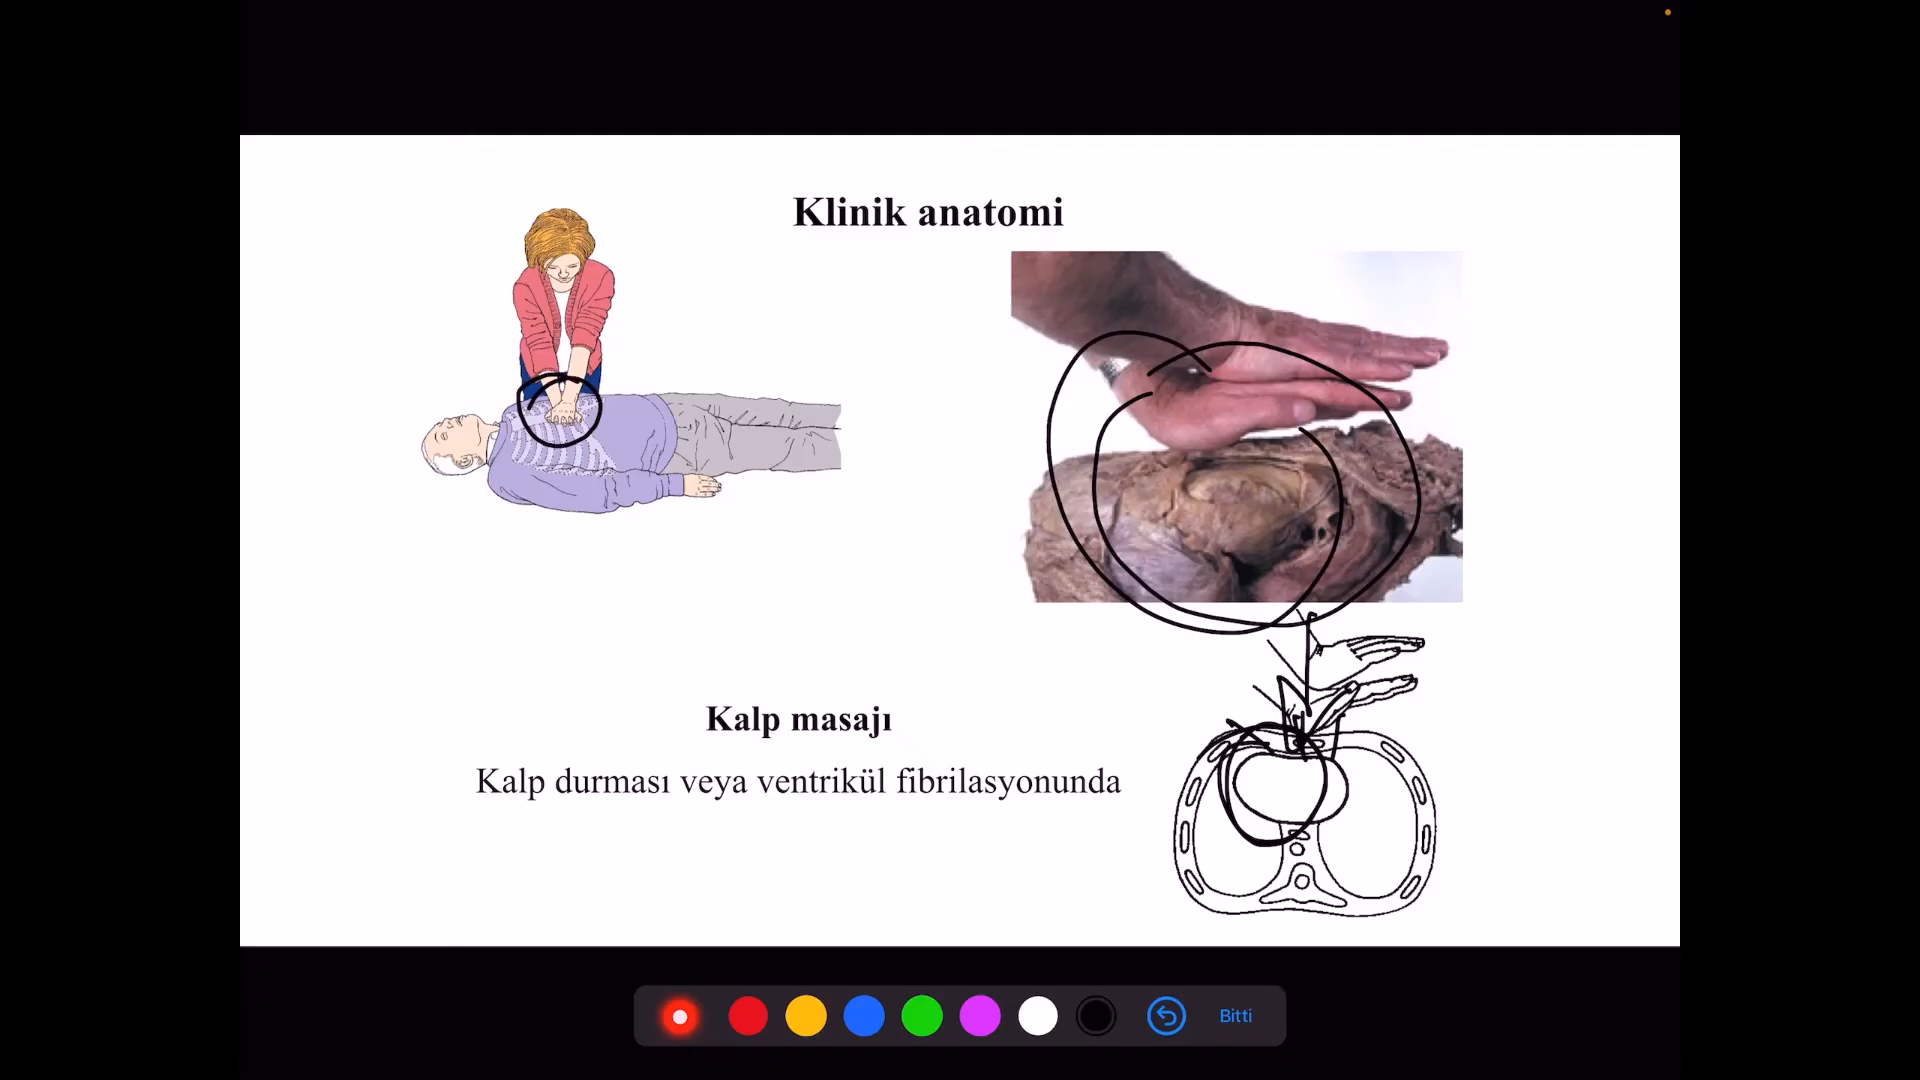 Klinik anatomi
Kalp masajı
Kalp durması veya ventrikül fibrilasyonunda
Bitti